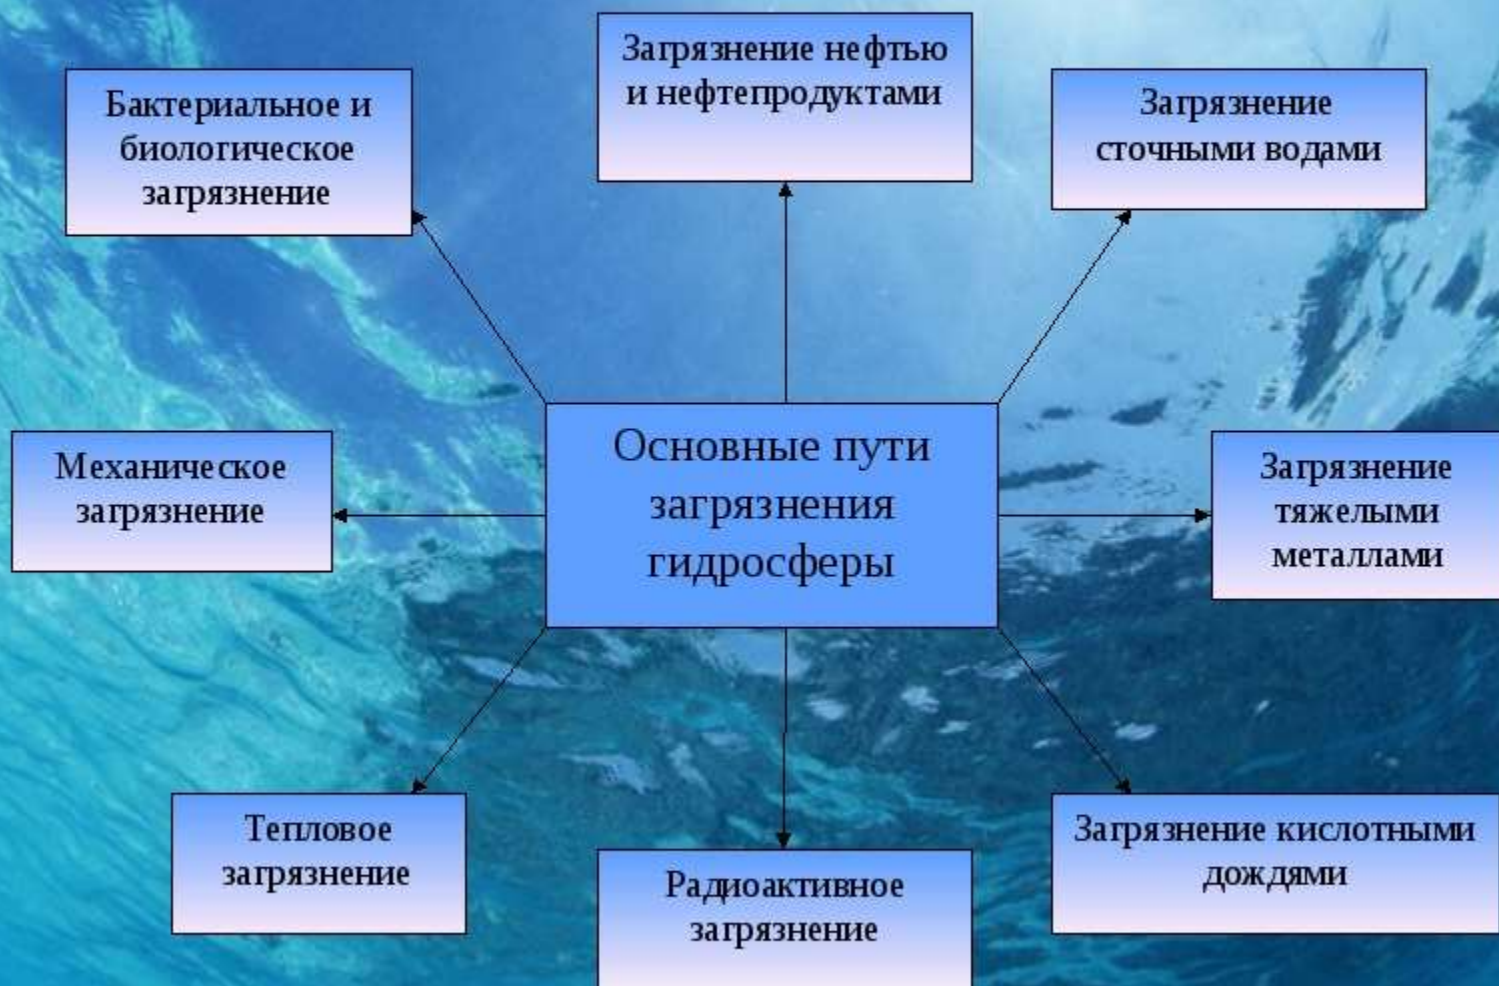 Загрязнение нефтью
и нефтепродуктами
Бактериальное и
биологическое
загрязнение
Загрязнение
сточными водами
Основные пути
загрязнения
гидросферы
Механическое
загрязнение
Загрязнение
тяжелыми
металлами
Тепловое
загрязнение
Радиоактивное
загрязнение
Загрязнение кислотными
дождями